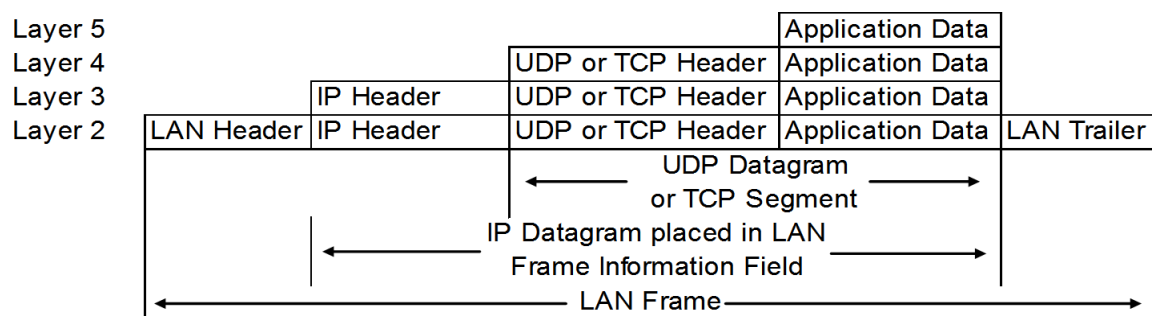 Layer 5 Application Data
Layer 4 UDP or TCP Header Application Data
Layer 3 IP Header UDP or TCP Header Application Data
Layer 2 LAN Header IP Header UDP or TCP Header Application Data LAN Trailer
UDP Datagram
or TCP Segment
IP Datagram placed in LAN
Frame Information Field
LAN Frame